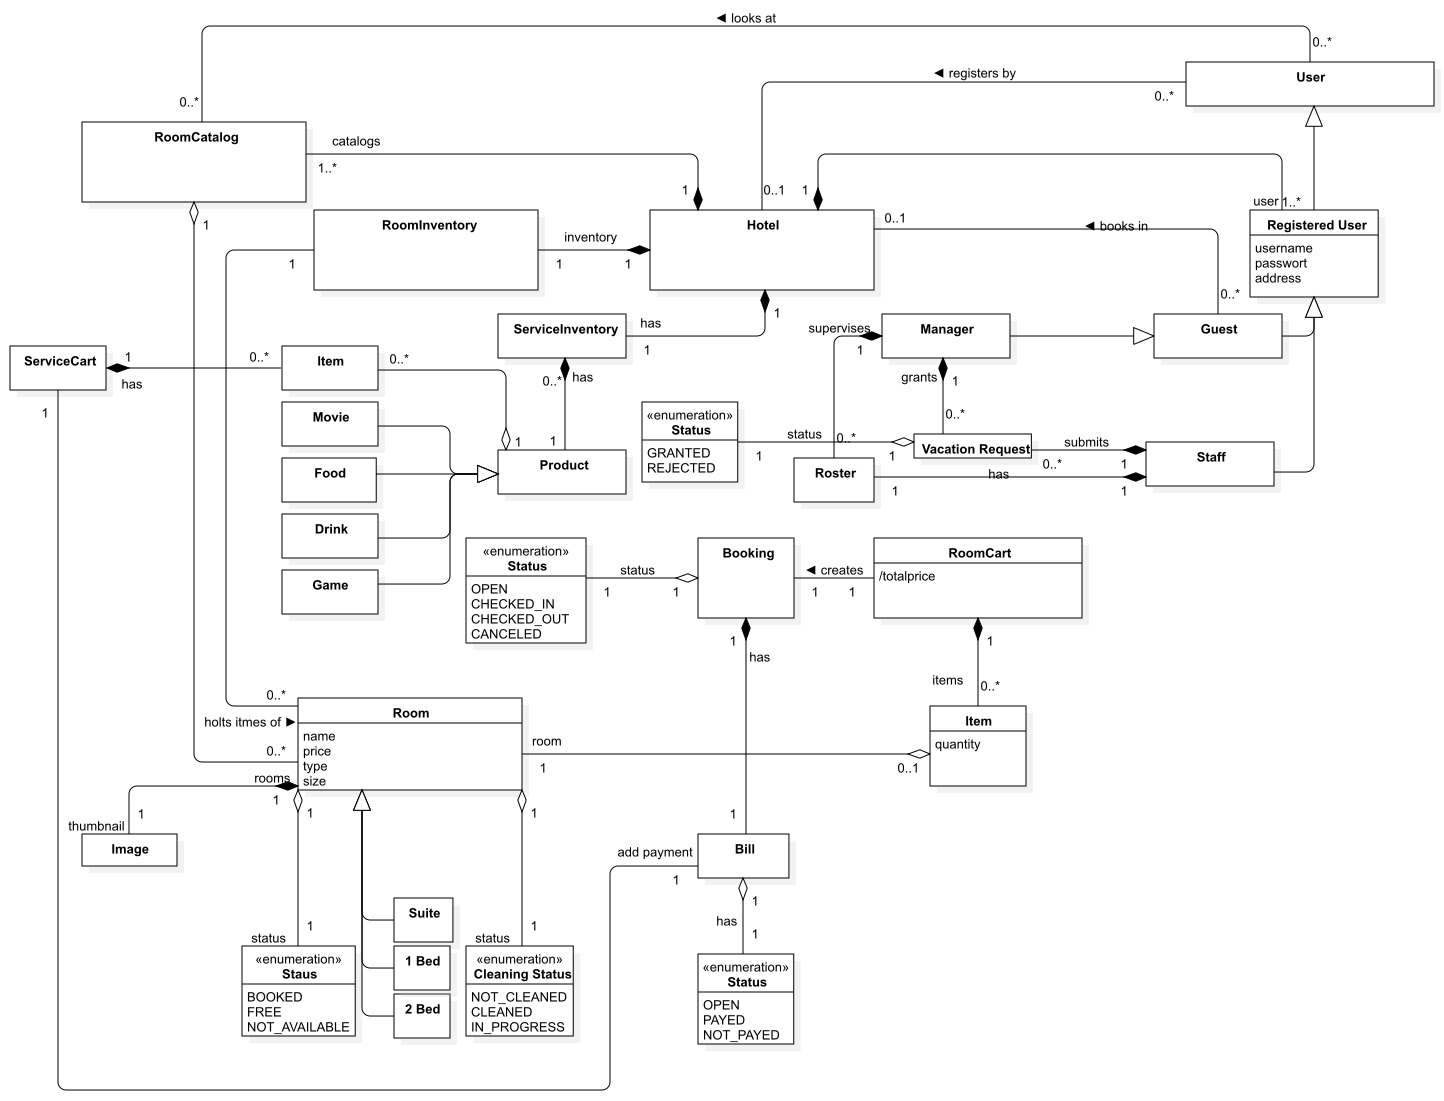 ◄ looks at
0..*
User
◄ registers by
0..*
0..*
RoomCatalog
catalogs
1..*
1
0..1
1
user 1..*
1
RoomInventory
Hotel
0..1
◄ books in
Registered User
username
passwort
address
inventory
1
1
1
0..*
1
ServiceInventory
has
1
supervises
1
Manager
Guest
ServiceCart
1
has
0..*
Item
0..*
0..*
has
grants
1
1
Movie
«enumeration»
Status
GRANTED
REJECTED
status
0..*
1
1
0..*
Vacation Request
submits
0..*
1
Staff
1
1
Product
Food
Roster
has
1
1
Drink
«enumeration»
Status
OPEN
CHECKED_IN
CHECKED_OUT
CANCELED
status
1
1
Booking
◄ creates
1
1
RoomCart
/totalprice
Game
1
has
1
items
0..*
0..*
Room
name
price
type
size
holts itmes of ►
0..*
room
1
0..1
Item
quantity
rooms
1
1
thumbnail
Image
1
1
1
add payment
1
Bill
1
has
1
Suite
1
status
1
status
«enumeration»
Staus
BOOKED
FREE
NOT_AVAILABLE
1 Bed
2 Bed
«enumeration»
Cleaning Status
NOT_CLEANED
CLEANED
IN_PROGRESS
«enumeration»
Status
OPEN
PAYED
NOT_PAYED